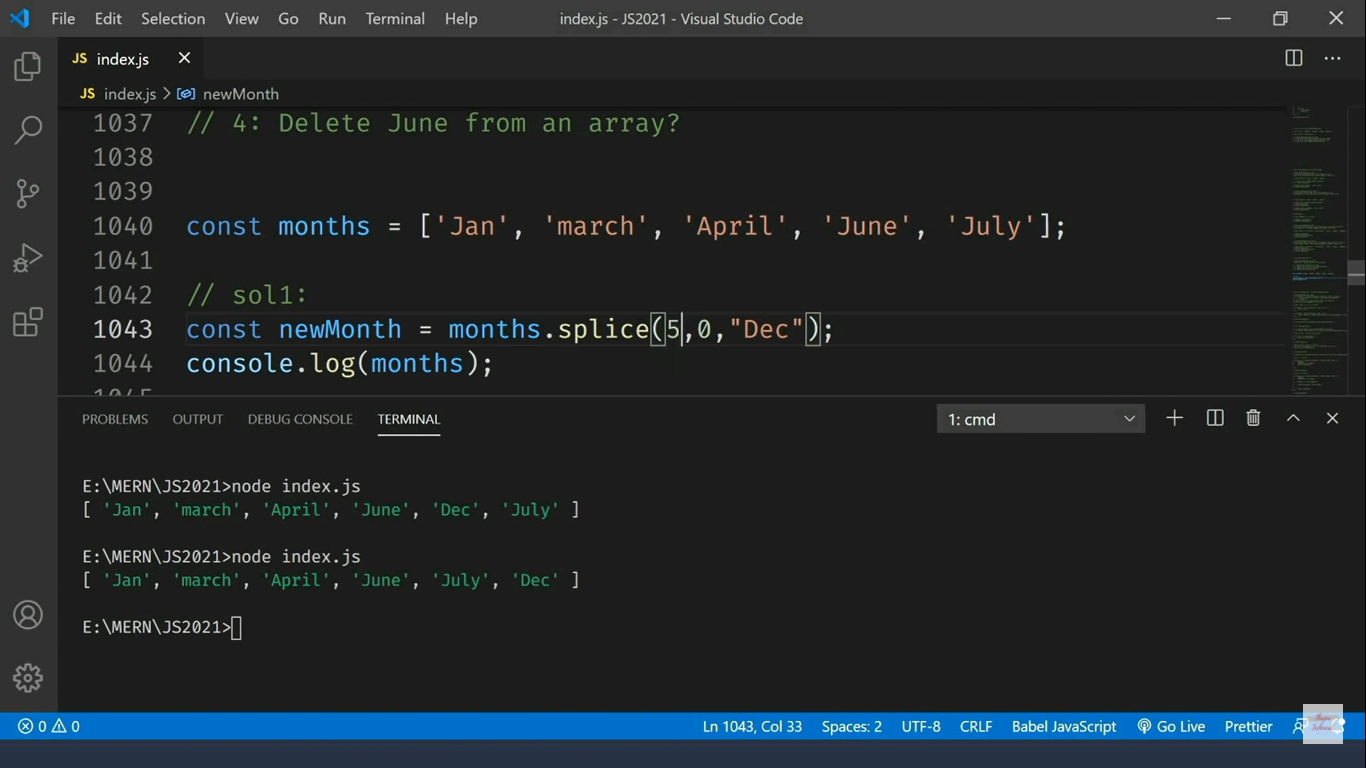 File Edit Selection View Go Run Terminal Help index.js - JS2021 - Visual Studio Code
JS index.js
JS index.js > newMonth
1037 // 4: Delete June from an array?
1038
1039
1040 const months = ['Jan', 'march', 'April', 'June', 'July'];
1041
1042 // sol1:
1043 const newMonth = months.splice(5,0,"Dec");
1044 console.log(months);
1045
PROBLEMS OUTPUT DEBUG CONSOLE TERMINAL 1: cmd
E:\MERN\JS2021>node index.js
[ 'Jan', 'march', 'April', 'June', 'Dec', 'July' ]
E:\MERN\JS2021>node index.js
[ 'Jan', 'march', 'April', 'June', 'July', 'Dec' ]
E:\MERN\JS2021>
0 0 Ln 1043, Col 33 Spaces: 2 UTF-8 CRLF Babel JavaScript Go Live Prettier